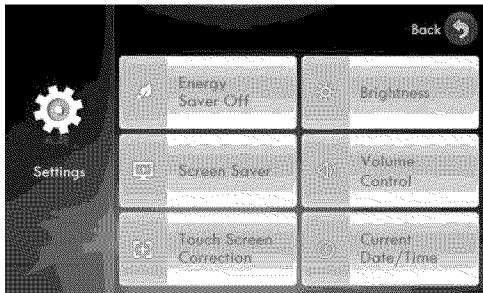 Back
Settings
Energy
Saver Off
Brightness
Screen Saver
Volume
Control
Touch Screen
Correction
Current
Date/Time